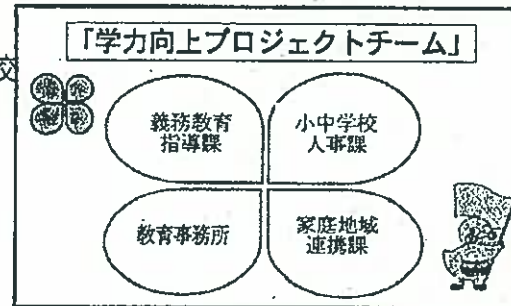 「学力向上プロジェクトチーム」
校
義務教育
指導課
小中学校
人事課
教育事務所
家庭地域
連携課